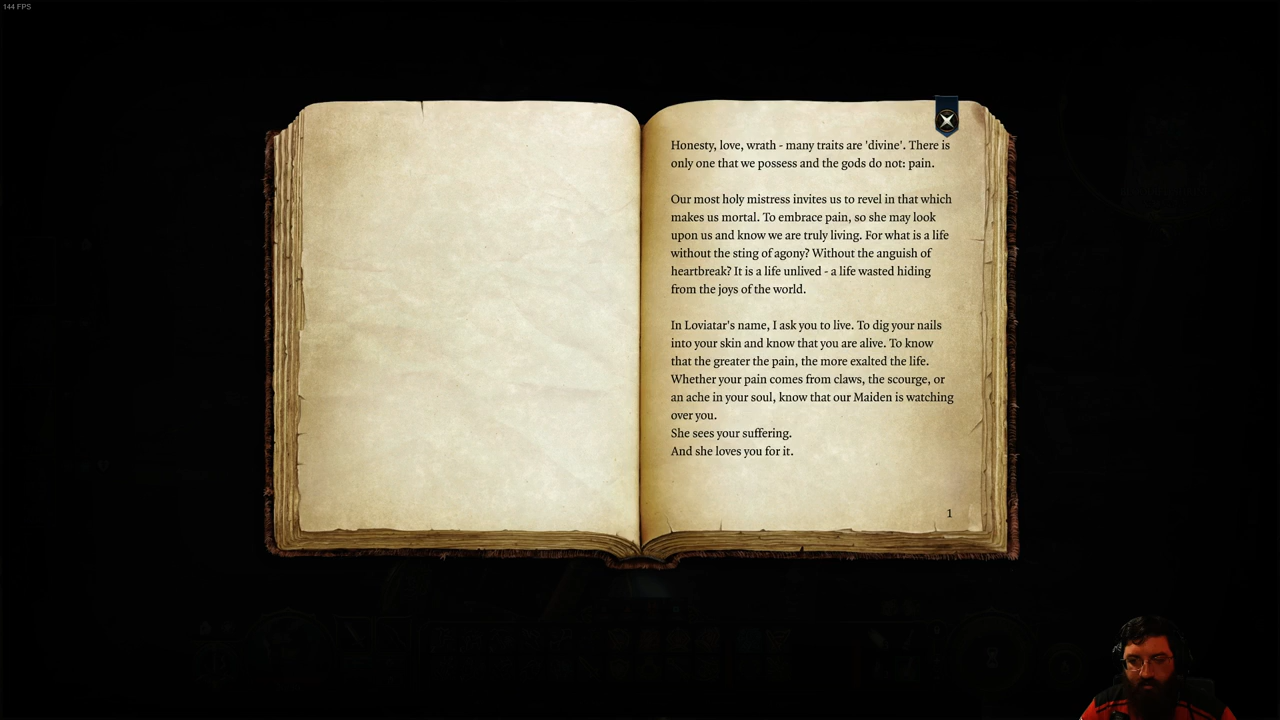 144 FPS
Honesty, love, wrath - many traits are 'divine'. There is
only one that we possess and the gods do not: pain.
Our most holy mistress invites us to revel in that which
makes us mortal. To embrace pain, so she may look
upon us and know we are truly living. For what is a life
without the sting of agony? Without the anguish of
heartbreak? It is a life unlived - a life wasted hiding
from the joys of the world.
In Loviatar's name, I ask you to live. To dig your nails
into your skin and know that you are alive. To know
that the greater the pain, the more exalted the life.
Whether your pain comes from claws, the scourge, or
an ache in your soul, know that our Maiden is watching
over you.
She sees your suffering.
And she loves you for it.
1